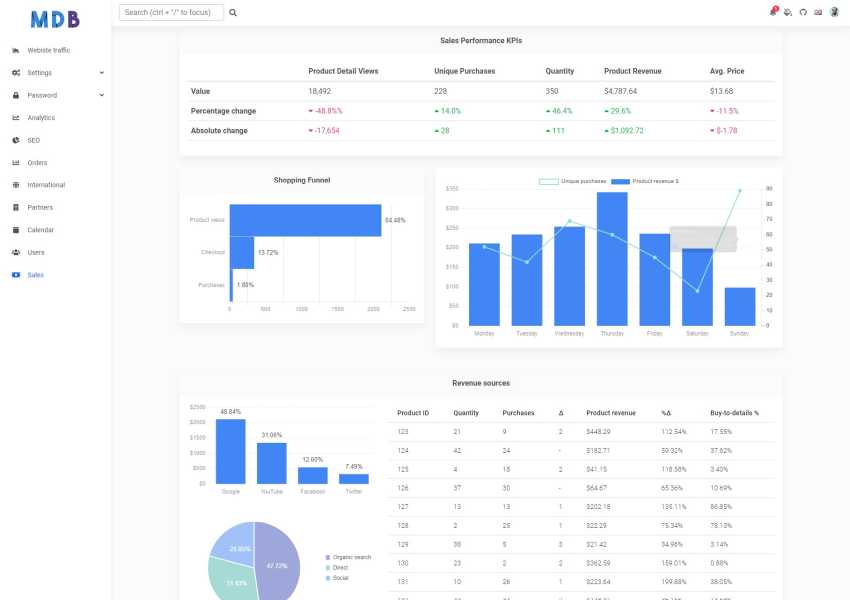 MDB
Search (ctrl + "/" to focus)
Webiste traffic
Settings
Password
Analytics
SEO
Orders
International
Partners
Calendar
Users
Sales
Sales Performance KPIs
Product Detail Views Unique Purchases Quantity Product Revenue Avg. Price
Value 18,492 228 350 $4,787.64 $13.68
Percentage change -48.8%% 14.0% 46.4% 29.6% -11.5%
Absolute change -17,654 28 111 $1,092.72 $-1.78
Shopping Funnel
Product views 84.48%
Checkout 13.72%
Purchases
0 500 1000 1500 2000 2500
Unique purchases Product revenue $
$350 $300 $250 $200 $150 $100 $50 $0
90 80 70 60 50 40 30 20 10 0
Monday Tuesday Wednesday Thursday Friday Saturday Sunday
Revenue sources
$2500 $2000 $1500 $1000 $500 $0
48.84% 31.06% 12.60% 7.49%
Google YouTube Facebook Twitter
47.72%
Organic search
Direct
Social
Product ID Quantity Purchases Δ Product revenue %Δ Buy-to-details %
123 21 9 2 $448.29 112.54% 17.55%
124 42 24 - $182.71 59.32% 37.62%
125 4 18 2 $41.15 118.58% 3.40%
126 37 30 - $64.67 65.36% 10.69%
127 13 13 1 $202.18 135.11% 86.85%
128 2 25 1 $22.25 75.34% 78.13%
129 38 5 3 $21.42 34.96% 3.14%
130 23 2 2 $362.59 159.01% 0.88%
131 10 26 1 $223.64 199.88% 38.05%